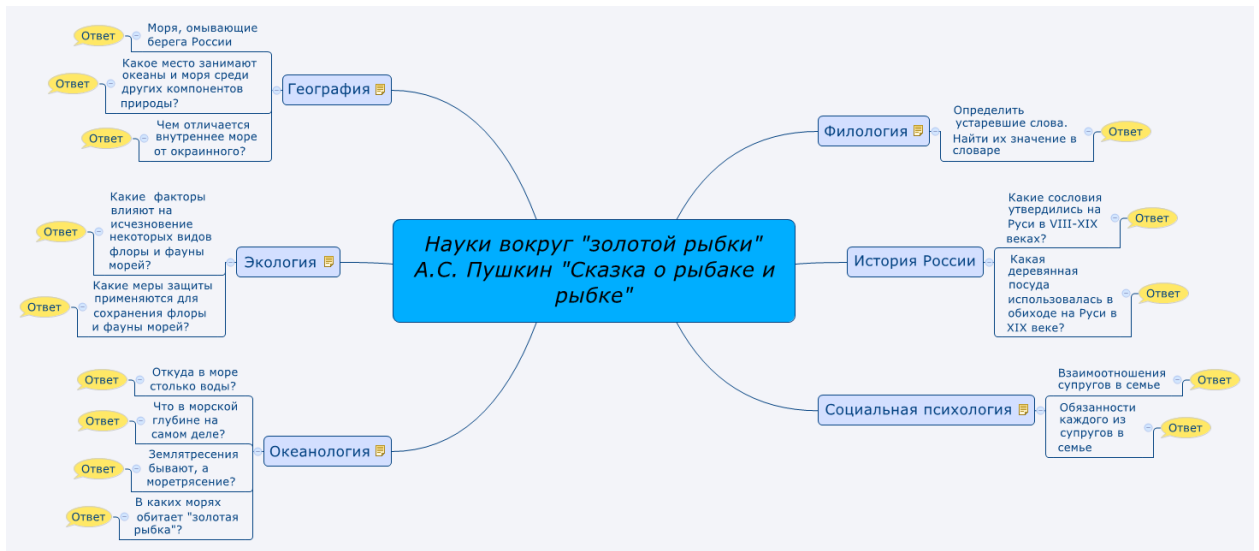 Науки вокруг "золотой рыбки"
А.С. Пушкин "Сказка о рыбаке и
рыбке"
География
Моря, омывающие
берега России
Ответ
Какое место занимают
океаны и моря среди
других компонентов
природы?
Ответ
Чем отличается
внутреннее море
от окраинного?
Ответ
Экология
Какие факторы
влияют на
исчезновение
некоторых видов
флоры и фауны
морей?
Ответ
Какие меры защиты
применяются для
сохранения флоры
и фауны морей?
Ответ
Океанология
Откуда в море
столько воды?
Ответ
Что в морской
глубине на
самом деле?
Ответ
Землятресения
бывают, а
моретрясение?
Ответ
В каких морях
обитает "золотая
рыбка"?
Ответ
Филология
Определить
устаревшие слова.
Найти их значение в
словаре
Ответ
История России
Какие сословия
утвердились на
Руси в VIII-XIX
веках?
Ответ
Какая
деревянная
посуда
использовалась в
обиходе на Руси в
XIX веке?
Ответ
Социальная психология
Взаимоотношения
супругов в семье
Ответ
Обязанности
каждого из
супругов в
семье
Ответ